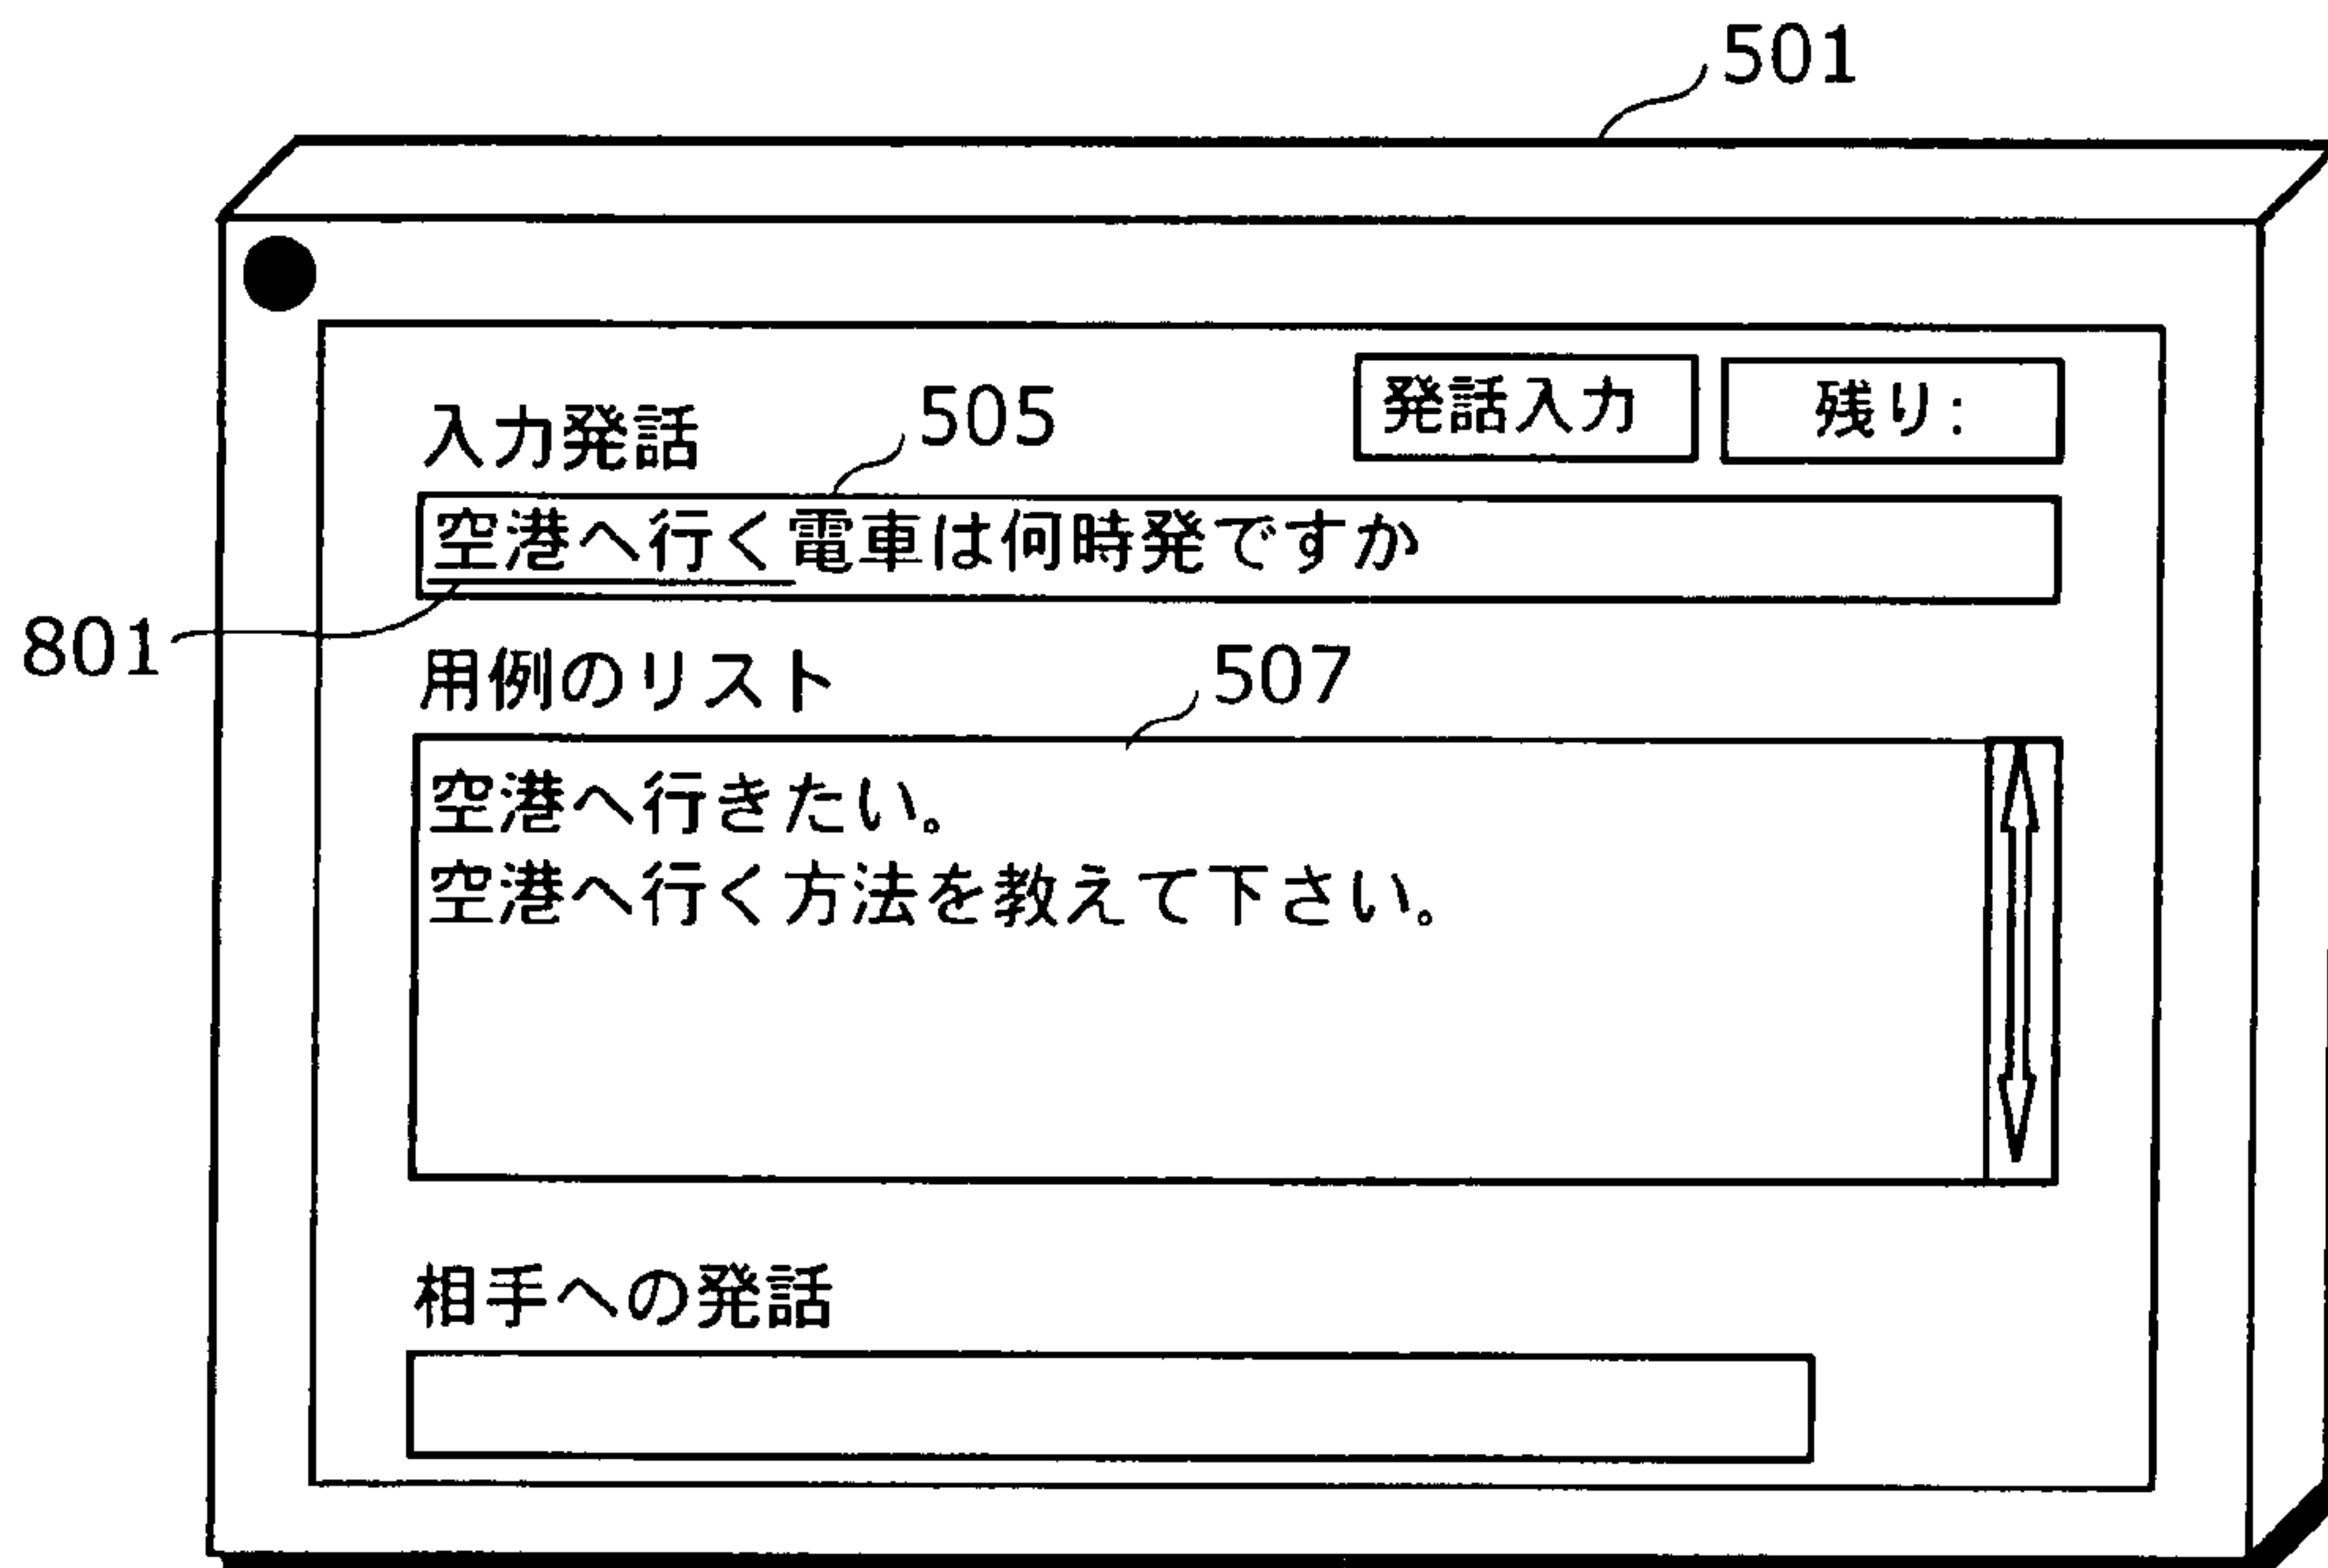 501
発話入力 残り:
入力発話 505
空港へ行く電車は何時発ですか
801
用例のリスト 507
空港へ行きたい。
空港へ行く方法を教えて下さい。
相手への発話